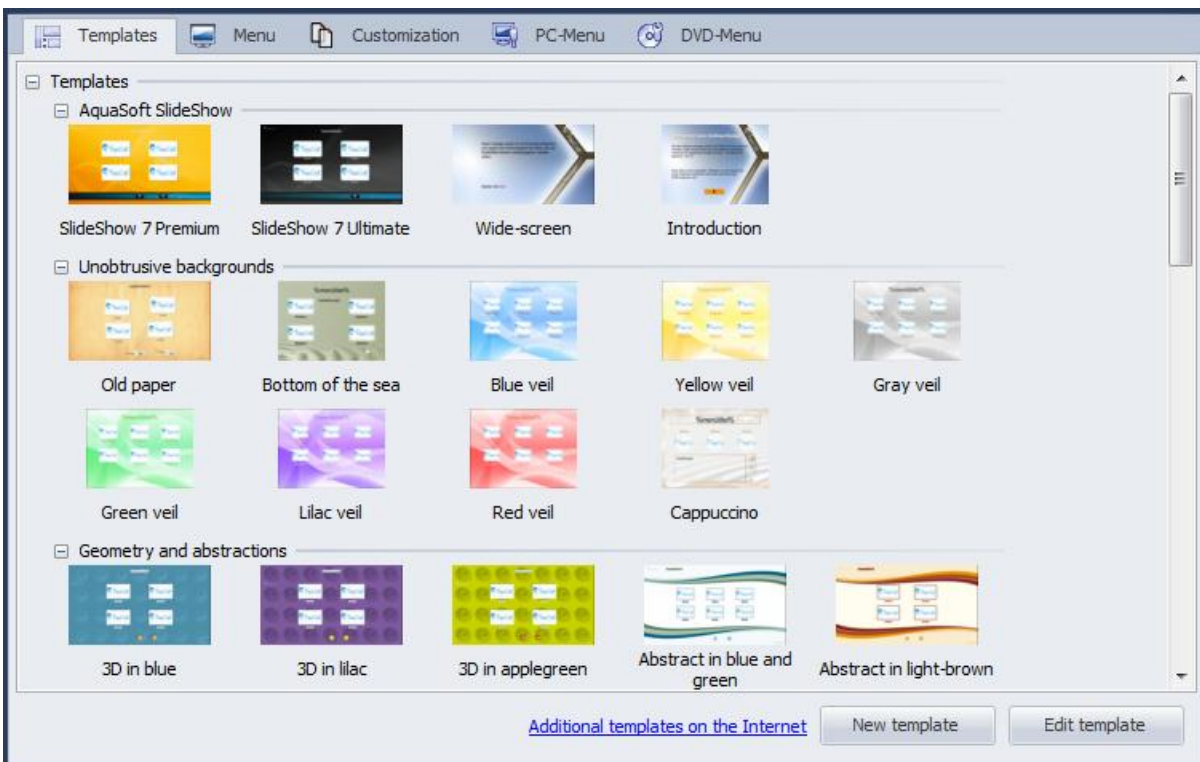 Templates Menu Customization PC-Menu DVD-Menu
Templates
AquaSoft SlideShow
SlideShow 7 Premium SlideShow 7 Ultimate Wide-screen Introduction
Unobtrusive backgrounds
Old paper Bottom of the sea Blue veil Yellow veil Gray veil
Green veil Lilac veil Red veil Cappuccino
Geometry and abstractions
3D in blue 3D in lilac 3D in applegreen Abstract in blue and green Abstract in light-brown
Additional templates on the Internet New template Edit template